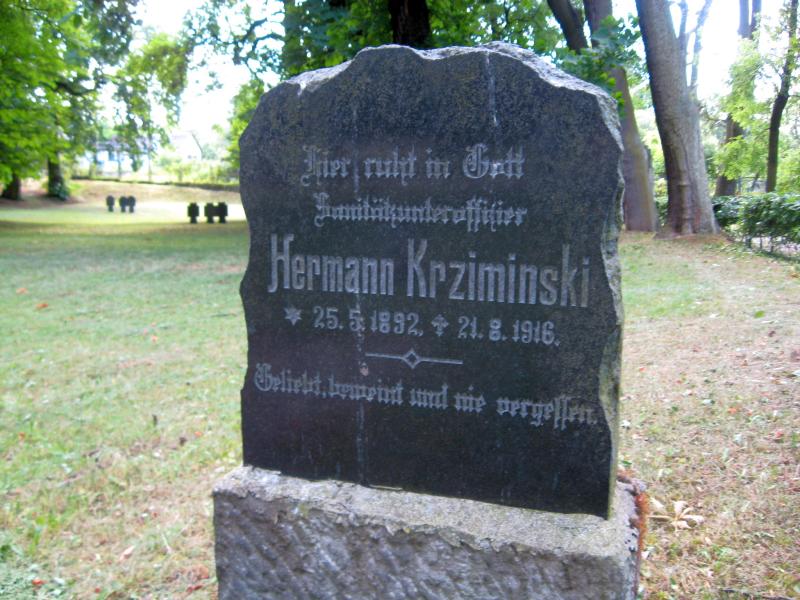 Hier ruht in Gott
Sanitätsunteroffizier
Hermann Krziminski
* 25. 5. 1892, ✝ 21. 8. 1916.
Geliebt, beweint und nie vergessen.